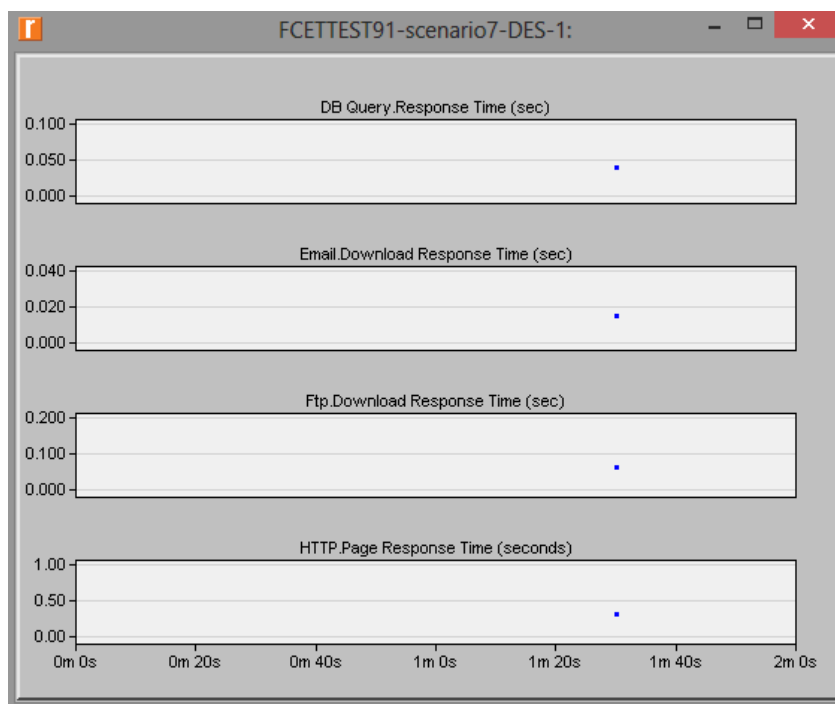 r
FCETTEST91-scenario7-DES-1:
DB Query.Response Time (sec)
0.100
0.050
0.000
Email.Download Response Time (sec)
0.040
0.020
0.000
Ftp.Download Response Time (sec)
0.200
0.100
0.000
HTTP.Page Response Time (seconds)
1.00
0.50
0.00
0m 0s 0m 20s 0m 40s 1m 0s 1m 20s 1m 40s 2m 0s